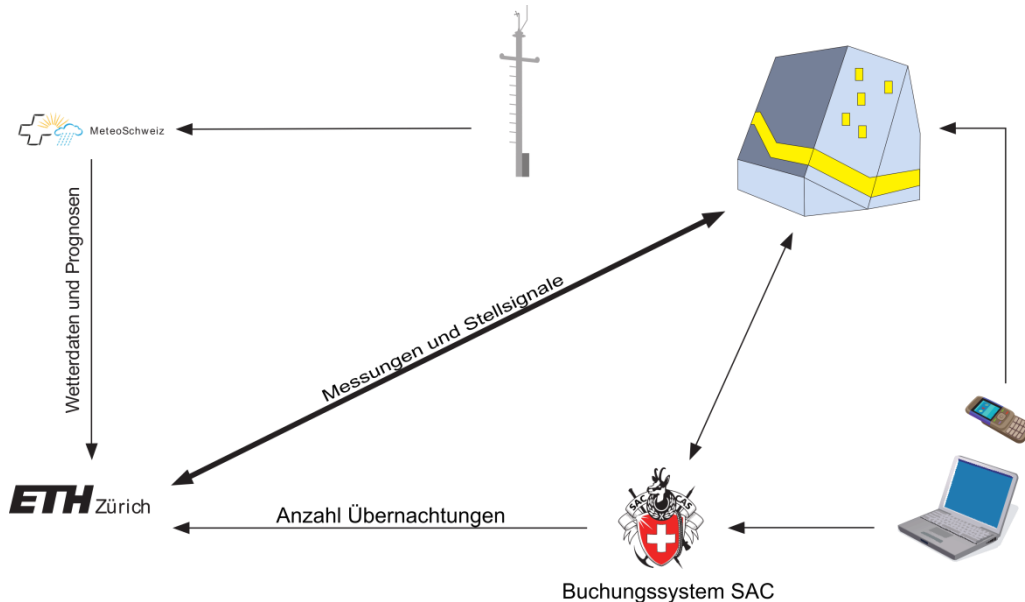 MeteoSchweiz
Wetterdaten und Prognosen
Messungen und Stellsignale
ETH Zürich
Anzahl Übernachtungen
SAC CAS
Buchungssystem SAC